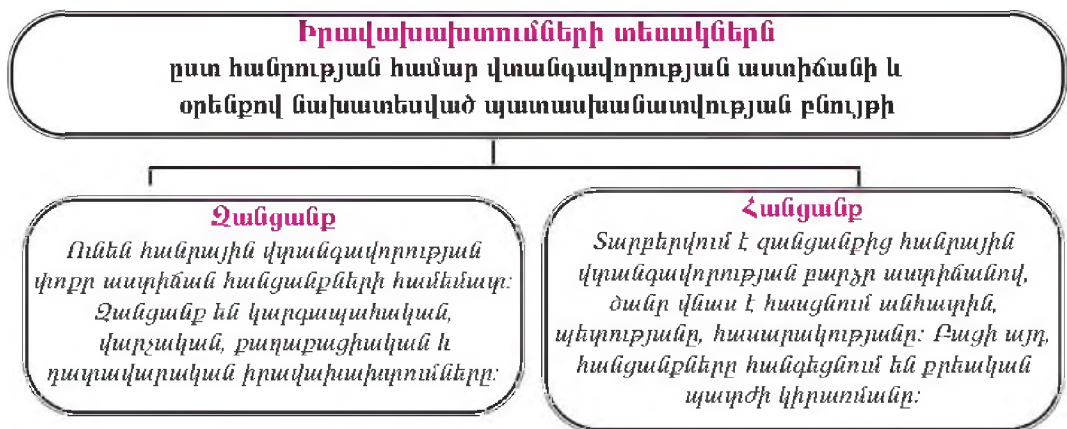 Իրավախախտումների տեսակներն
ըստ հանրության համար վտանգավորության աստիճանի և
օրենքով նախատեսված պատասխանատվության բնույթի
Զանցանք
Ունեն հանրային վտանգավորության
փոքր աստիճան հանցանքների համեմատ:
Զանցանք են կարգապահական,
վարչական, քաղաքացիական և
դատավարական իրավախախտումները:
Հանցանք
Տարբերվում է զանցանքից հանրային
վտանգավորության բարձր աստիճանով,
ծանր վնաս է հասցնում անհատին,
պետությանը, հասարակությանը: Բացի այդ,
հանցանքները հանգեցնում են քրեական
պատժի կիրառմանը: